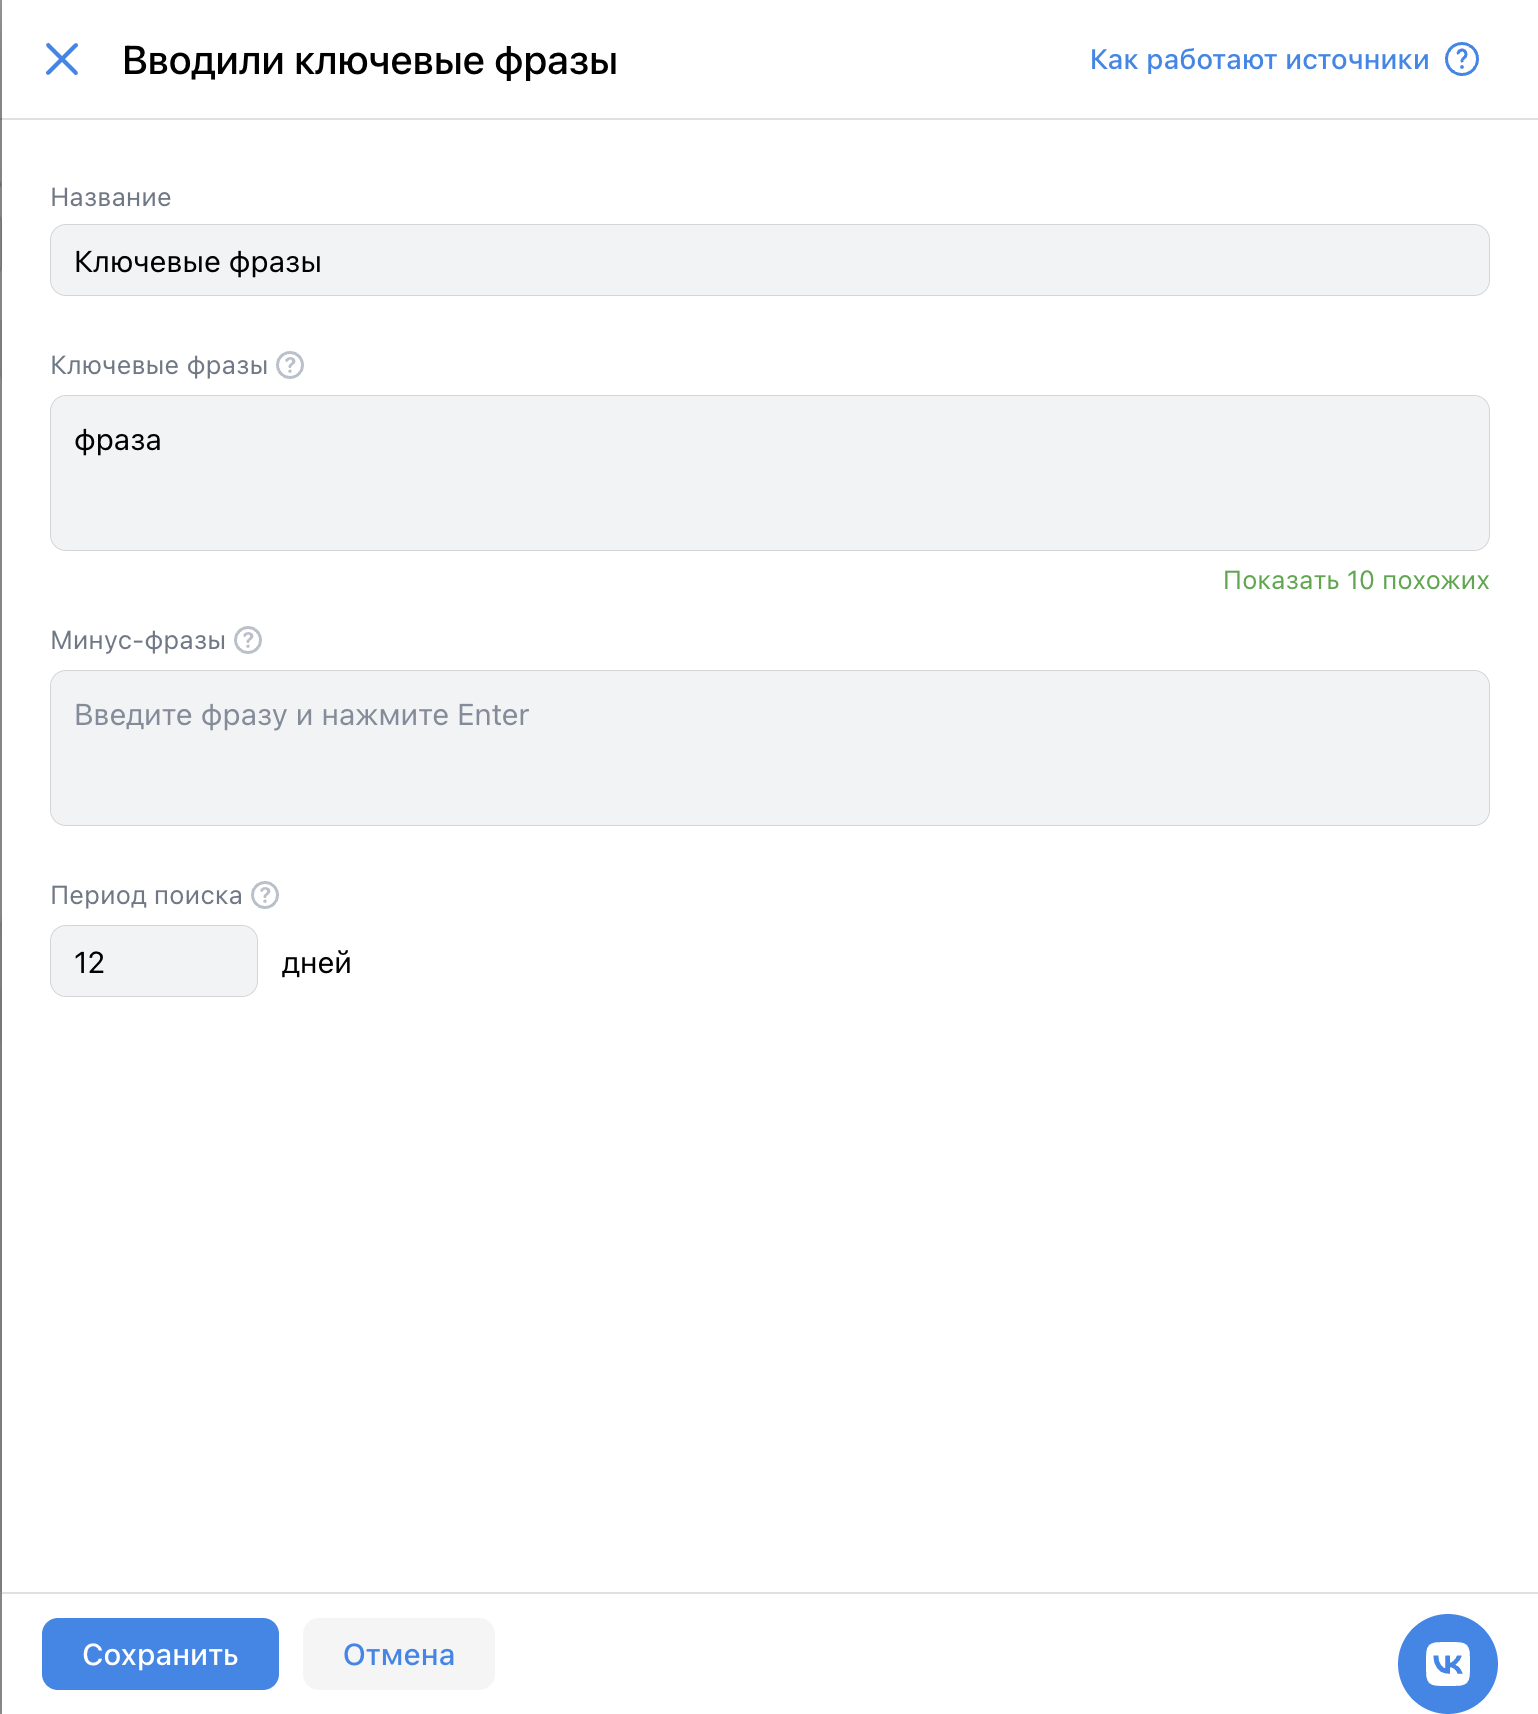 Вводили ключевые фразы
Как работают источники ?
Название
Ключевые фразы
Ключевые фразы ?
фраза
Показать 10 похожих
Минус-фразы ?
Введите фразу и нажмите Enter
Период поиска ?
12 дней
Сохранить
Отмена
VK